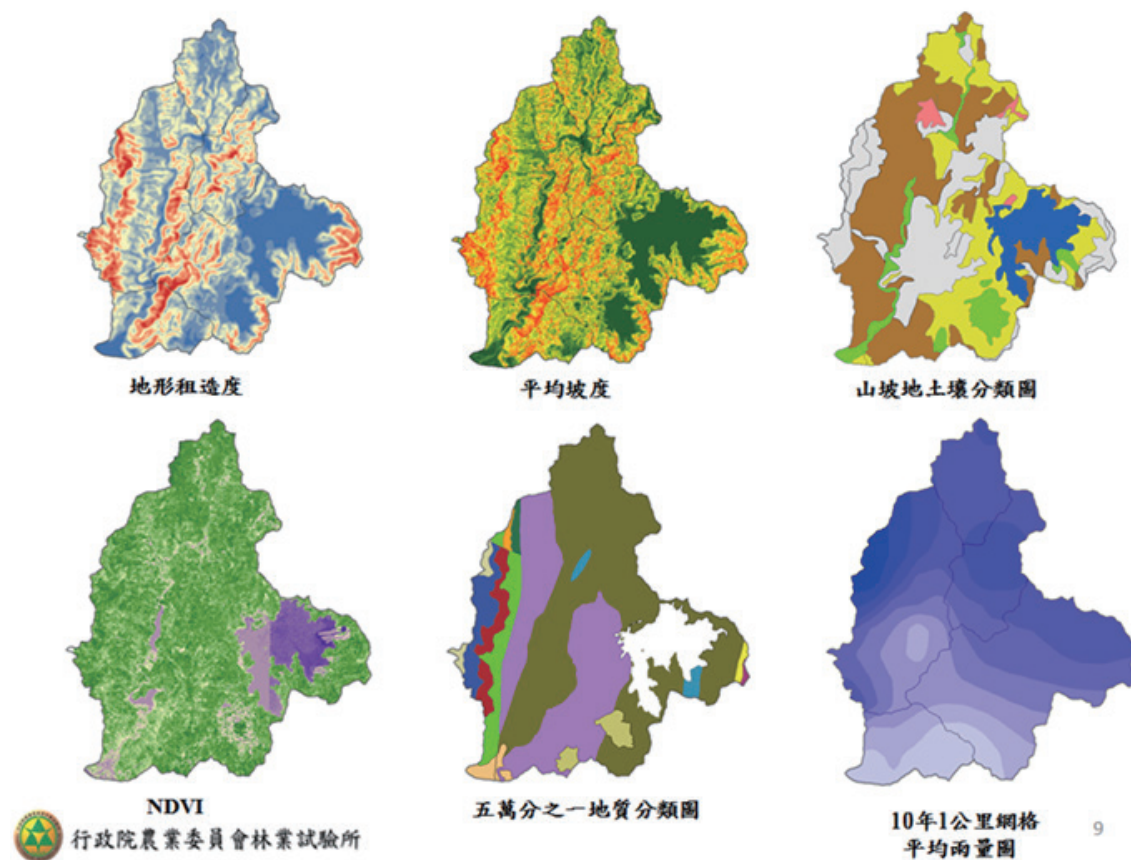 地形粗造度
平均坡度
山坡地土壤分類圖
NDVI
五萬分之一地質分類圖
10年1公里網格
平均雨量圖
行政院農業委員會林業試驗所
9